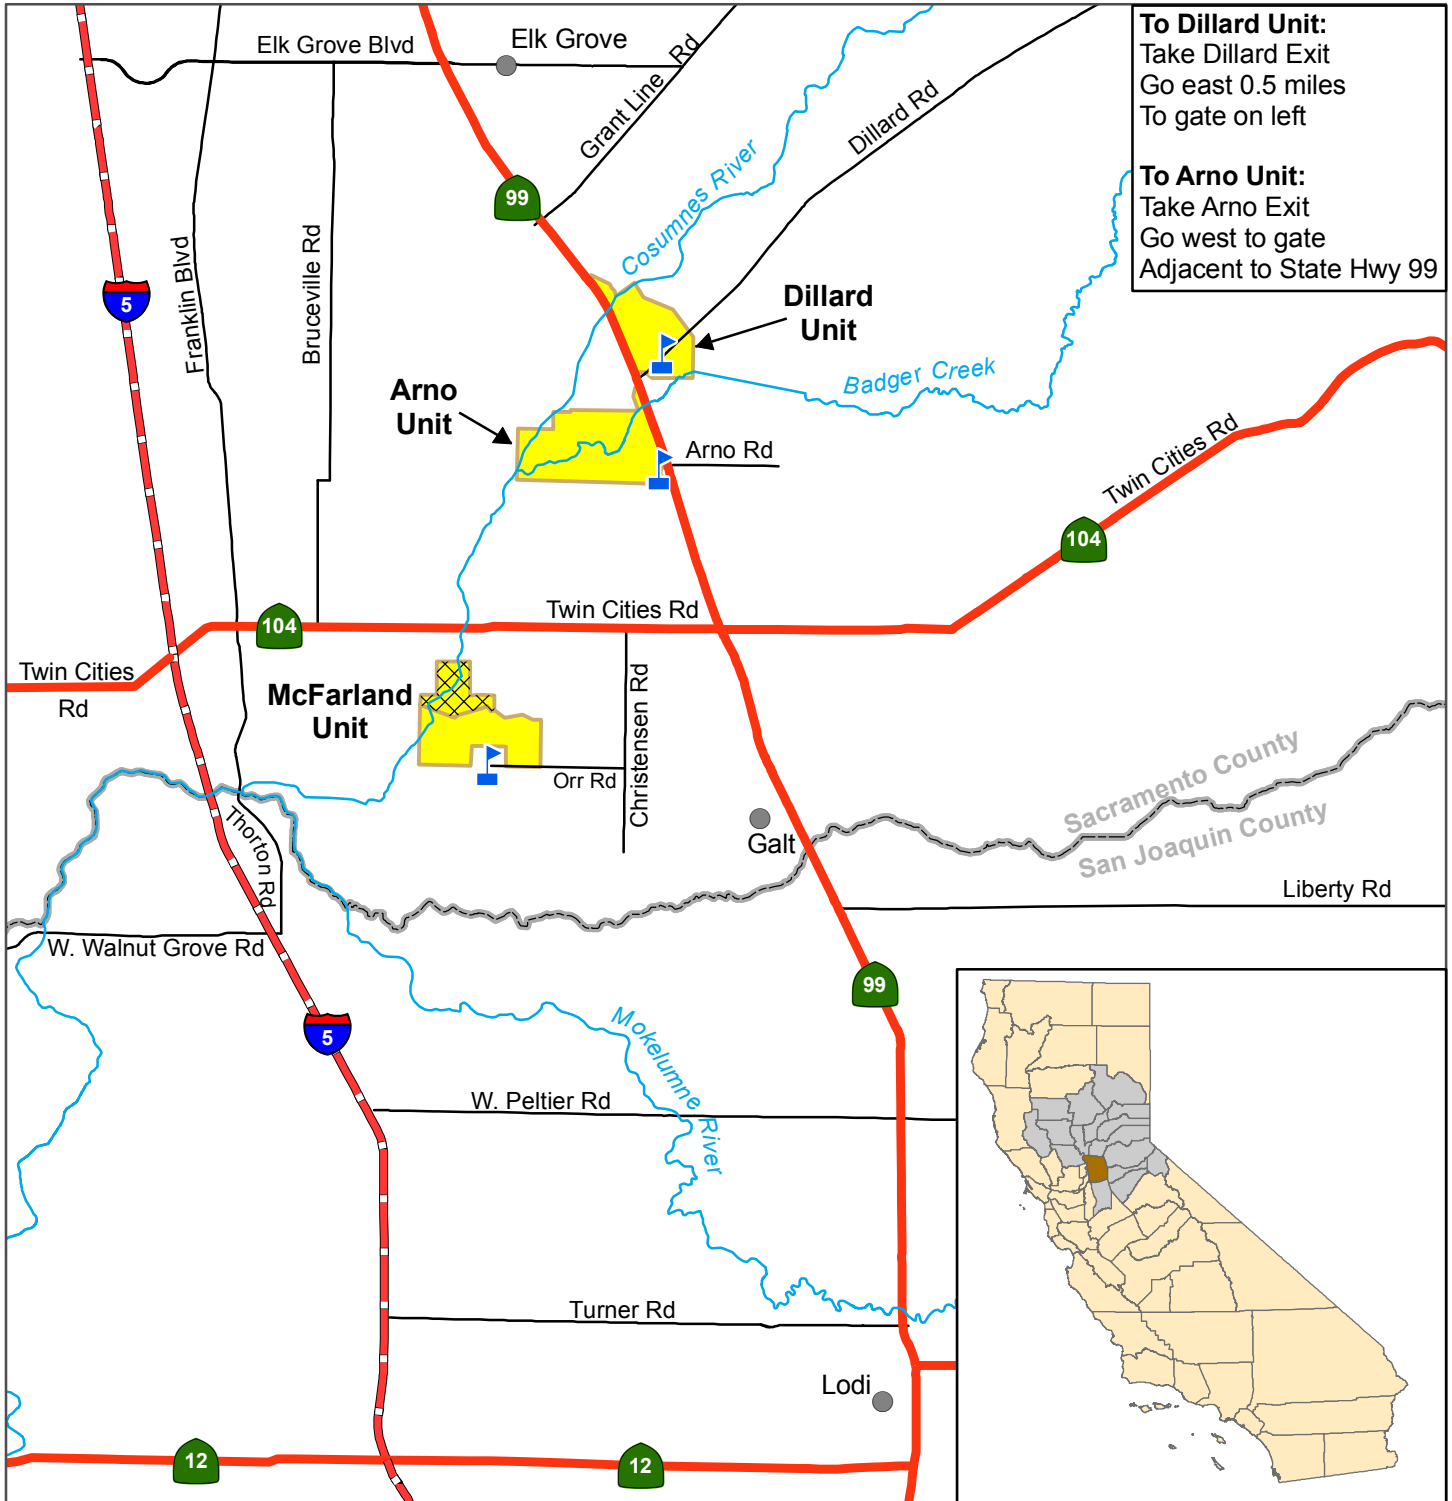 To Dillard Unit:
Take Dillard Exit
Go east 0.5 miles
To gate on left
To Arno Unit:
Take Arno Exit
Go west to gate
Adjacent to State Hwy 99
Elk Grove Blvd
Elk Grove
Grant Line Rd
Dillard Rd
Cosumnes River
99
Franklin Blvd
Bruceville Rd
5
Dillard
Unit
Badger Creek
Arno
Unit
Arno Rd
Twin Cities Rd
104
104
Twin Cities Rd
Twin Cities
Rd
McFarland
Unit
Christensen Rd
Orr Rd
Sacramento County
San Joaquin County
Thorton Rd
Galt
Liberty Rd
W. Walnut Grove Rd
99
5
Mokelumne River
W. Peltier Rd
Turner Rd
Lodi
12
12